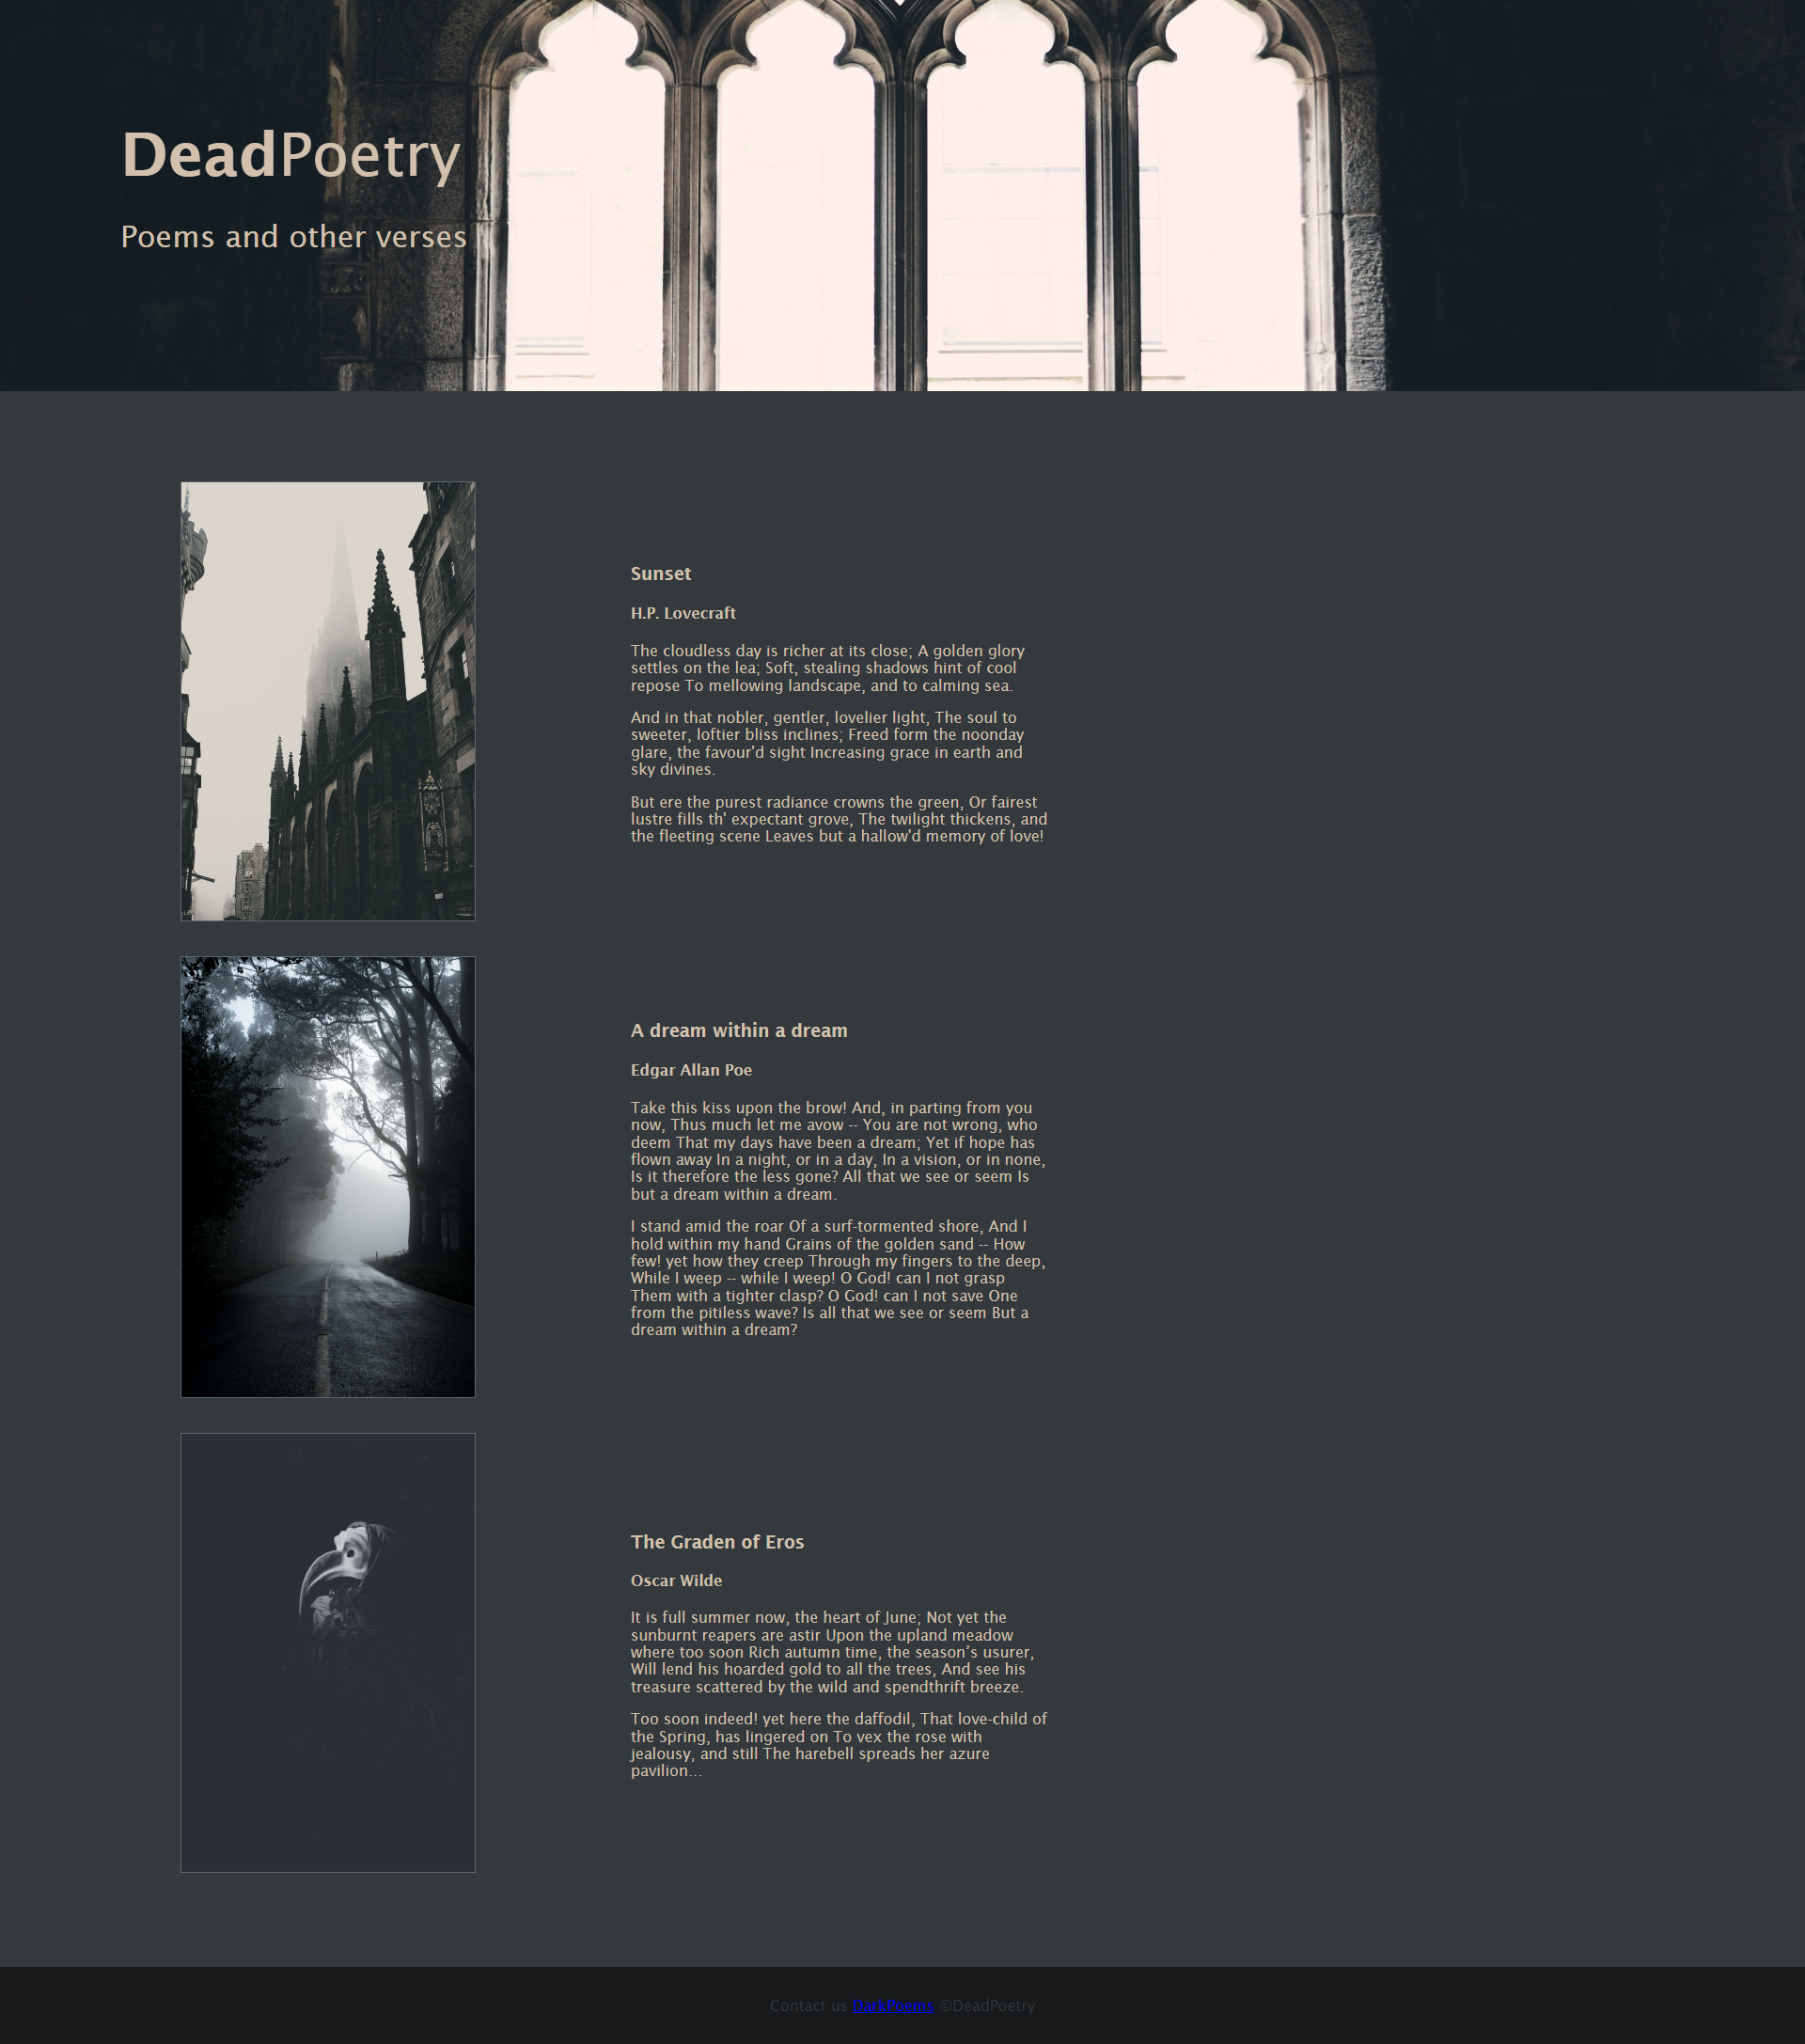 DeadPoetry
Poems and other verses
Sunset
H.P. Lovecraft
The cloudless day is richer at its close; A golden glory
settles on the lea; Soft, stealing shadows hint of cool
repose To mellowing landscape, and to calming sea.
And in that nobler, gentler, lovelier light, The soul to
sweeter, loftier bliss inclines; Freed form the noonday
glare, the favour'd sight Increasing grace in earth and
sky divines.
But ere the purest radiance crowns the green, Or fairest
lustre fills th' expectant grove, The twilight thickens, and
the fleeting scene Leaves but a hallow'd memory of love!
A dream within a dream
Edgar Allan Poe
Take this kiss upon the brow! And, in parting from you
now, Thus much let me avow -- You are not wrong, who
deem That my days have been a dream; Yet if hope has
flown away In a night, or in a day, In a vision, or in none,
Is it therefore the less gone? All that we see or seem Is
but a dream within a dream.
I stand amid the roar Of a surf-tormented shore, And I
hold within my hand Grains of the golden sand -- How
few! yet how they creep Through my fingers to the deep,
While I weep -- while I weep! O God! can I not grasp
Them with a tighter clasp? O God! can I not save One
from the pitiless wave? Is all that we see or seem But a
dream within a dream?
The Graden of Eros
Oscar Wilde
It is full summer now, the heart of June; Not yet the
sunburnt reapers are astir Upon the upland meadow
where too soon Rich autumn time, the season’s usurer,
Will lend his hoarded gold to all the trees, And see his
treasure scattered by the wild and spendthrift breeze.
Too soon indeed! yet here the daffodil, That love-child of
the Spring, has lingered on To vex the rose with
jealousy, and still The harebell spreads her azure
pavilion...
Contact us DarkPoems ©DeadPoetry